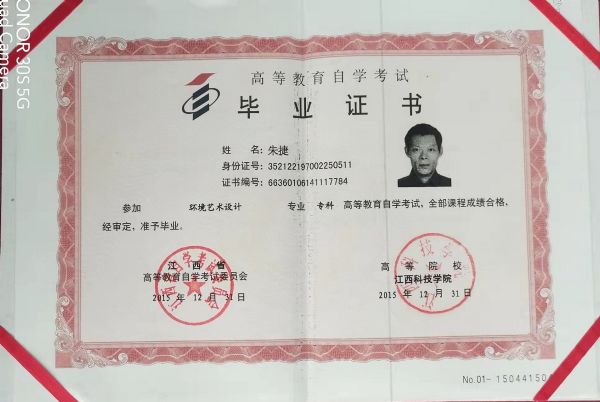 HONOR 30S 5G
Quad Camera
高等教育自学考试
毕业证书
姓 名：朱捷
身份证号：352122197002250511
证书编号：66360106141117784
参加 环境艺术设计 专业 专科 高等教育自学考试，全部课程成绩合格，
经审定，准予毕业。
江西省
高等教育自学考试委员会
2015 年 12 月 31 日
高等院校
江西科技学院
2015 年 12 月 31 日
No.01- 15044150